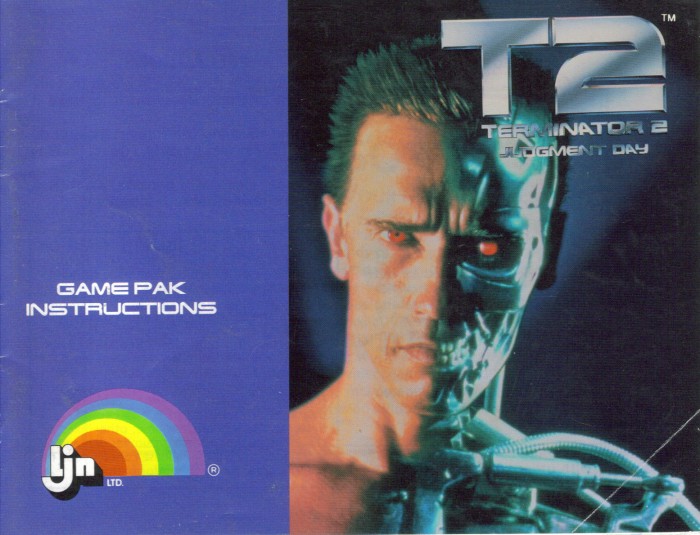 GAME PAK
INSTRUCTIONS
ljn
LTD.
®
T2
™
TERMINATOR 2
JUDGMENT DAY